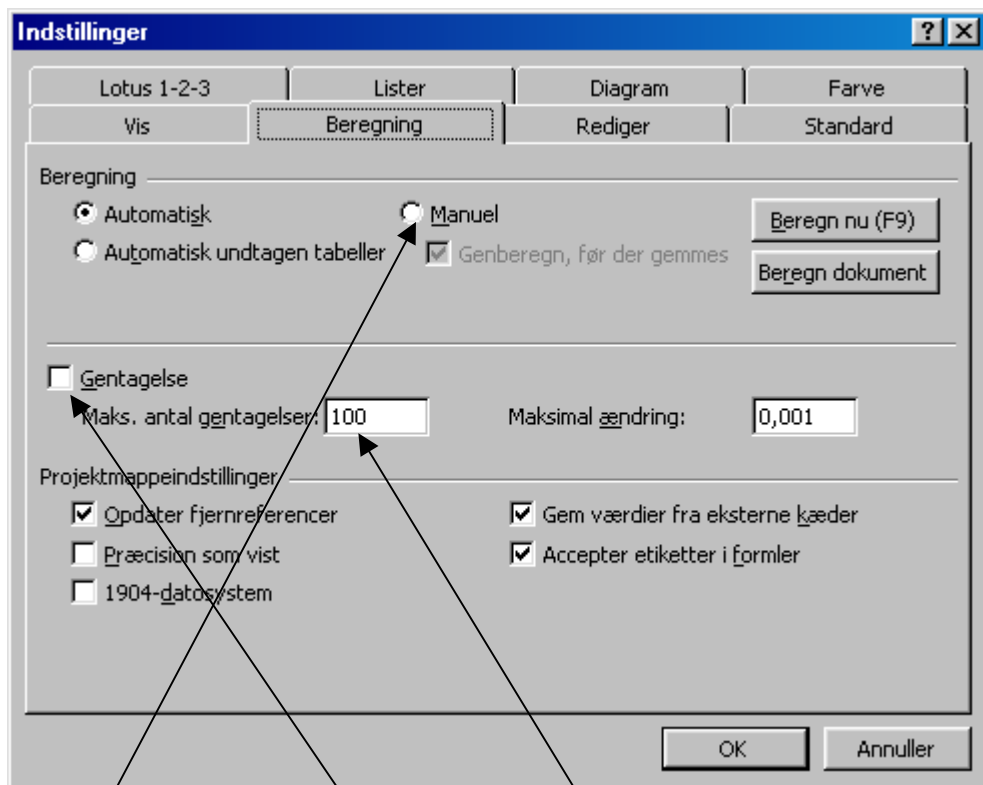 Indstillinger
Lotus 1-2-3 Lister Diagram Farve
Vis Beregning Rediger Standard
Beregning
Automatisk Manuel Beregn nu (F9)
Automatisk undtagen tabeller Genberegn, før der gemmes Beregn dokument
Gentagelse
Maks. antal gentagelser: 100 Maksimal ændring: 0,001
Projektmappeindstillinger
Opdater fjernreferencer Gem værdier fra eksterne kæder
Præcision som vist Accepter etiketter i formler
1904-datosystem
OK Annuller